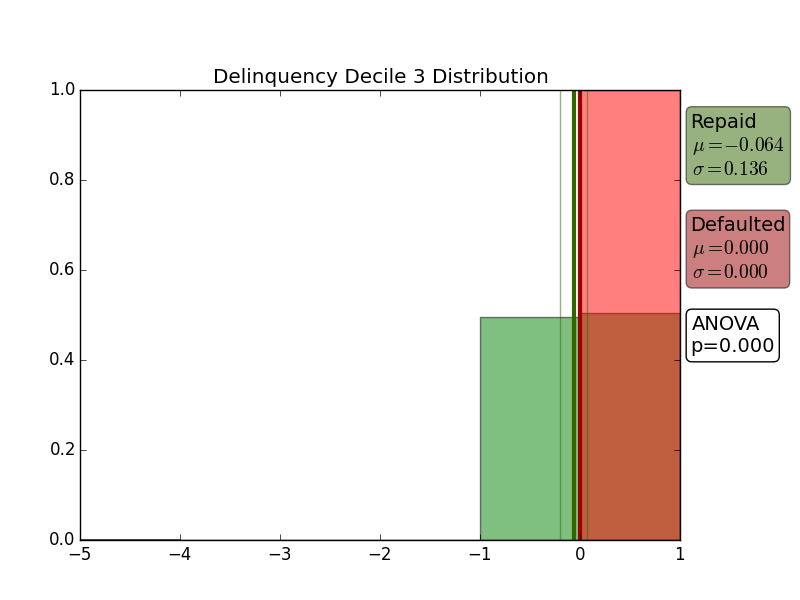 Delinquency Decile 3 Distribution
1.0
0.8
0.6
0.4
0.2
0.0
−5 −4 −3 −2 −1 0 1
Repaid
μ=−0.064
σ=0.136
Defaulted
μ=0.000
σ=0.000
ANOVA
p=0.000